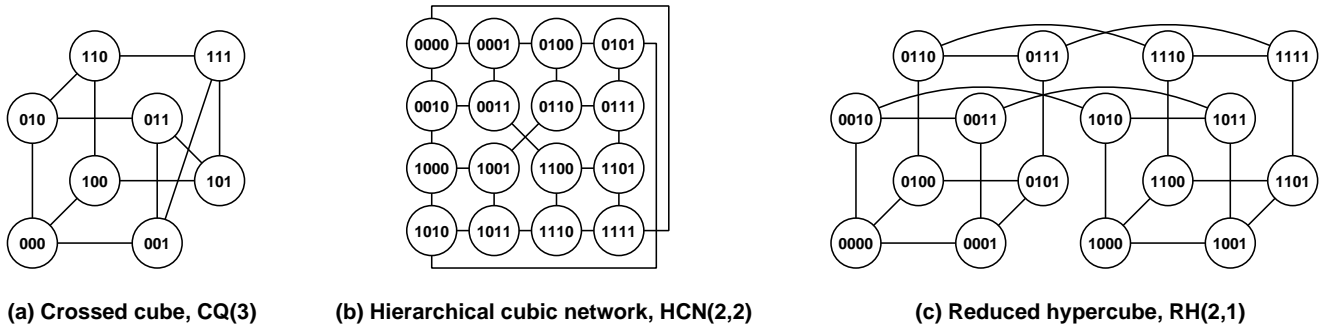 110 111
010 011
100 101
000 001
(a) Crossed cube, CQ(3)
0000 0001 0100 0101
0010 0011 0110 0111
1000 1001 1100 1101
1010 1011 1110 1111
(b) Hierarchical cubic network, HCN(2,2)
0110 0111 1110 1111
0010 0011 1010 1011
0100 0101 1100 1101
0000 0001 1000 1001
(c) Reduced hypercube, RH(2,1)